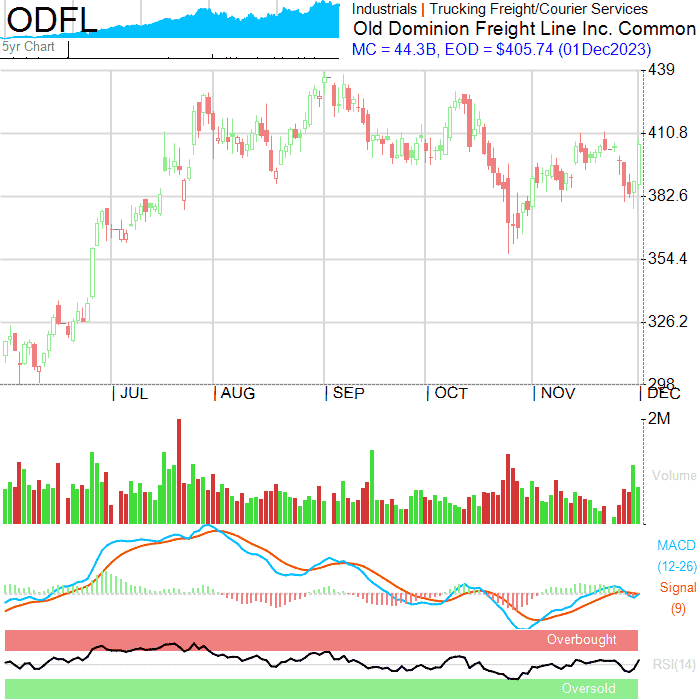 ODFL
5yr Chart
Industrials | Trucking Freight/Courier Services
Old Dominion Freight Line Inc. Common
MC = 44.3B, EOD = $405.74 (01Dec2023)
439
410.8
382.6
354.4
326.2
298
JUL
AUG
SEP
OCT
NOV
DEC
2M
Volume
MACD
(12-26)
Signal
(9)
Overbought
RSI(14)
Oversold